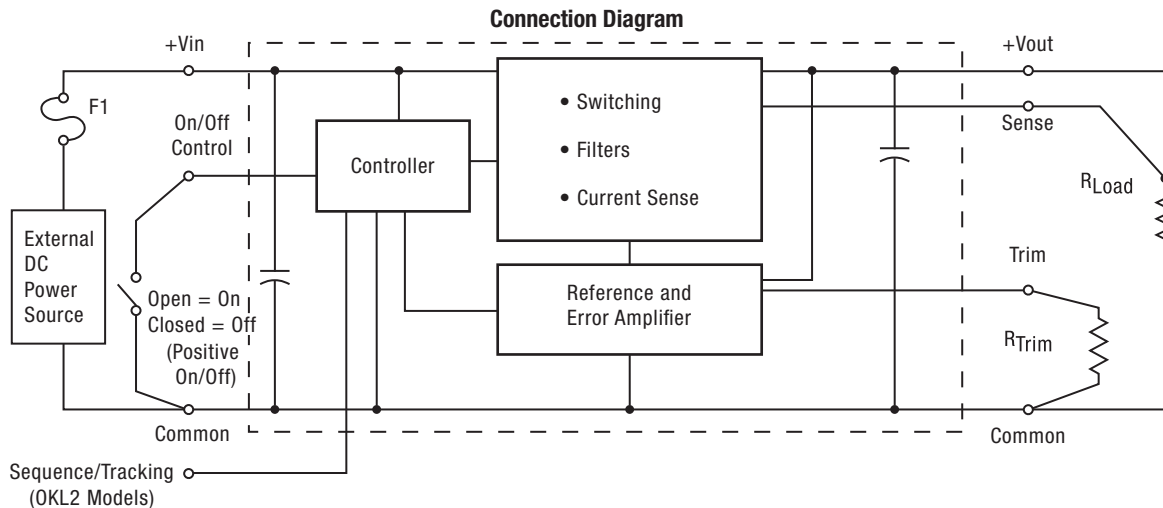 Connection Diagram
+Vin
+Vout
F1
On/Off
Control
Controller
• Switching
• Filters
• Current Sense
Sense
RLoad
External
DC
Power
Source
Open = On
Closed = Off
(Positive
On/Off)
Reference and
Error Amplifier
Trim
RTrim
Common
Common
Sequence/Tracking
(OKL2 Models)